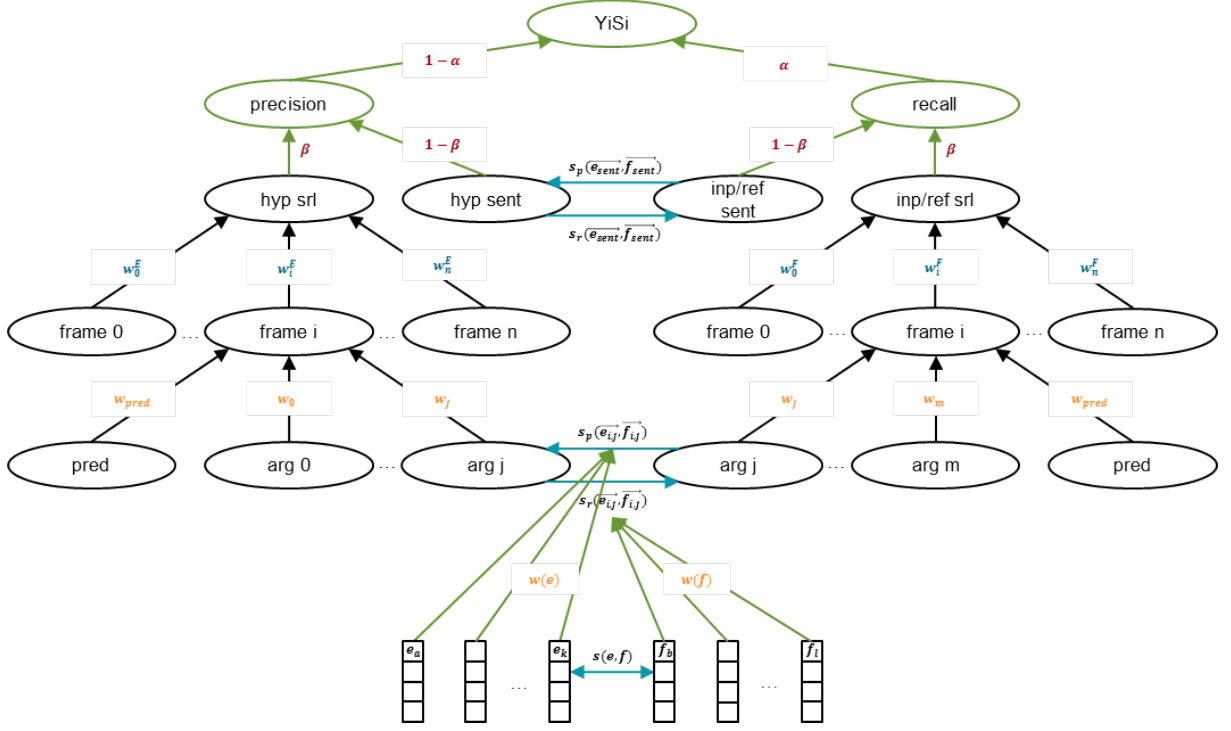 YiSi
1 − α
α
precision
recall
β
1 − β
1 − β
β
s_p(e_sent, f_sent)
hyp srl
hyp sent
inp/ref sent
inp/ref srl
s_r(e_sent, f_sent)
w_0^E
w_i^E
w_n^E
w_0^F
w_i^F
w_n^F
frame 0
...
frame i
...
frame n
frame 0
...
frame i
...
frame n
w_pred
w_0
w_j
w_j
w_m
w_pred
s_p(e_i,j, f_i,j)
pred
arg 0
...
arg j
arg j
...
arg m
pred
s_r(e_i,j, f_i,j)
w(e)
w(f)
e_a
e_k
s(e,f)
f_b
f_l
...
...